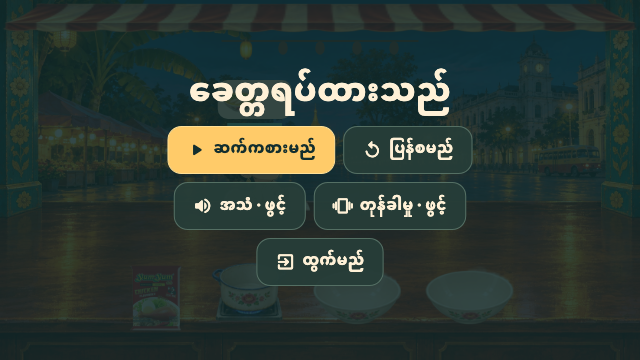 ခေတ္တရပ်ထားသည်
ဆက်ကစားမည်
ပြန်စမည်
အသံ · ဖွင့်
တုန်ခါမှု · ဖွင့်
ထွက်မည်